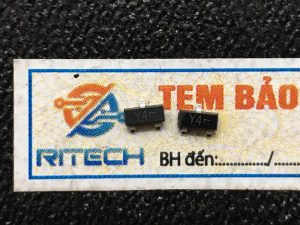 TEM BẢO
Y4
Y4
RITECH
BH đến:............../....